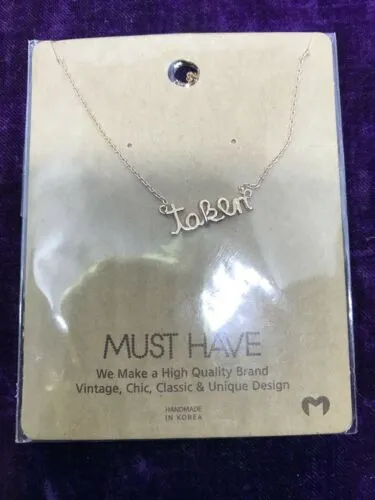 taken
MUST HAVE
We Make a High Quality Brand
Vintage, Chic, Classic & Unique Design
HANDMADE
IN KOREA
M